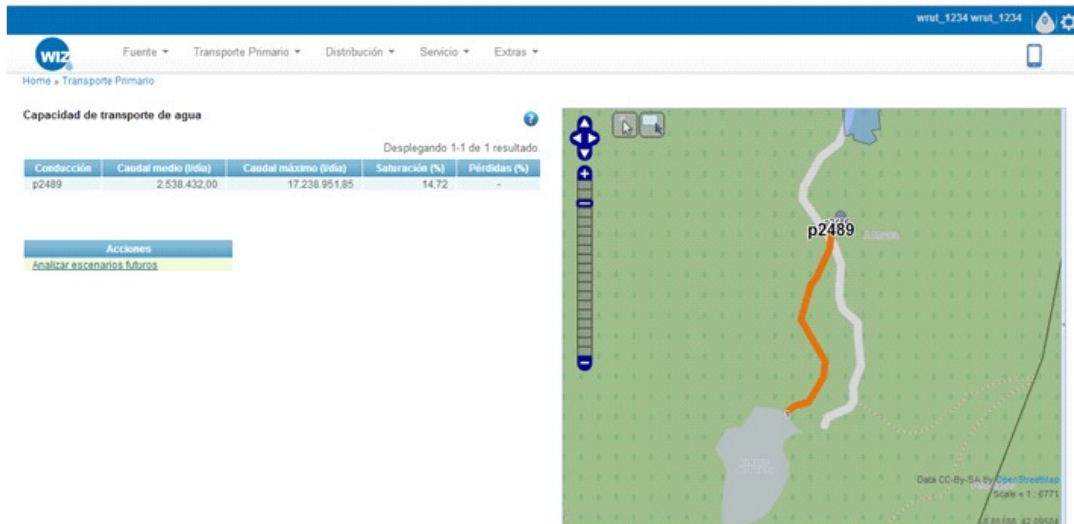 wrut_1234 wrut_1234
WIZ
Fuente Transporte Primario Distribución Servicio Extras
Home » Transporte Primario
Capacidad de transporte de agua
?
Desplegando 1-1 de 1 resultado.
Conducción Caudal medio (l/día) Caudal máximo (l/día) Saturación (%) Pérdidas (%)
p2489 2.538.432,00 17.238.951,85 14,72 -
Acciones
Analizar escenarios futuros
p2489
Data CC-By-SA by OpenStreetMap
Scale = 1 : 6771